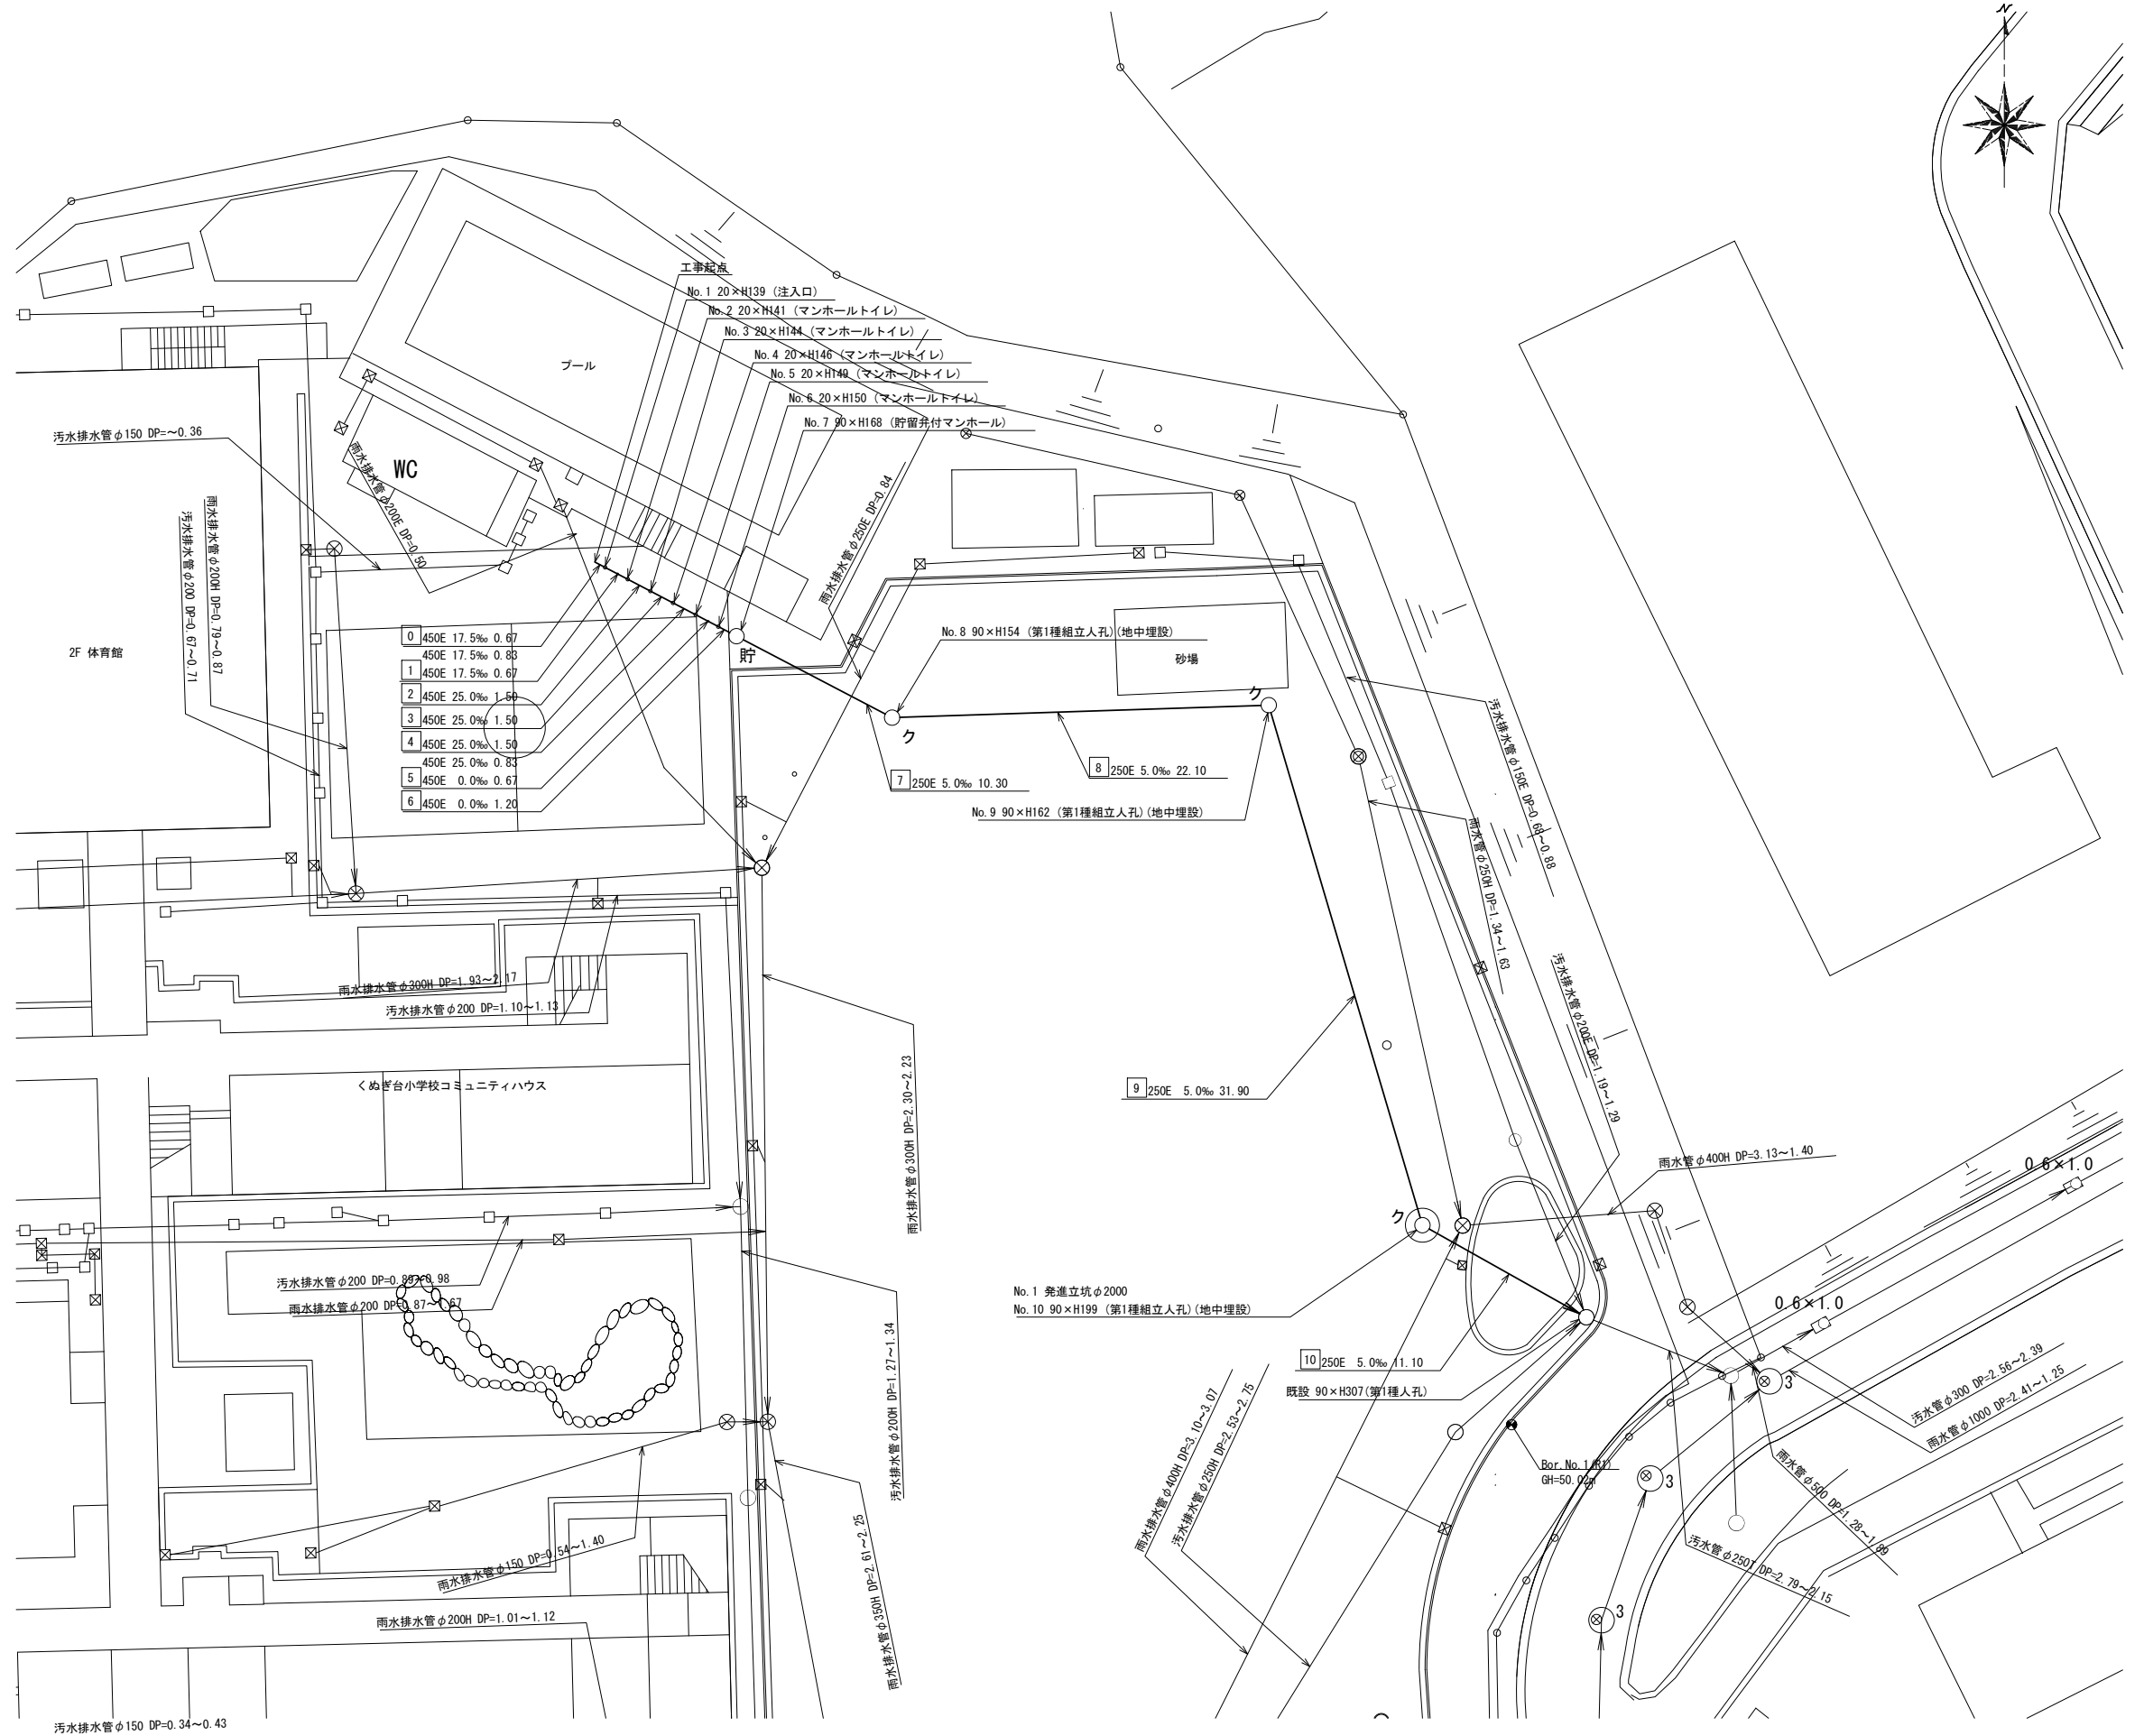 N
工事起点
No.1 20×H139 (注入口)
No.2 20×H141 (マンホールトイレ)
No.3 20×H144 (マンホールトイレ)
No.4 20×H146 (マンホールトイレ)
No.5 20×H149 (マンホールトイレ)
No.6 20×H150 (マンホールトイレ)
No.7 90×H168 (貯留弁付マンホール)
プール
汚水排水管φ150 DP=～0.36
WC
雨水排水管φ200E DP=0.50
雨水排水管φ250E DP=0.84
雨水排水管φ200H DP=0.79～0.87
汚水排水管φ200 DP=0.67～0.71
2F 体育館
0 450E 17.5‰ 0.67
450E 17.5‰ 0.83
1 450E 17.5‰ 0.67
2 450E 25.0‰ 1.50
3 450E 25.0‰ 1.50
4 450E 25.0‰ 1.50
450E 25.0‰ 0.83
5 450E 0.0‰ 0.67
6 450E 0.0‰ 1.20
貯
No.8 90×H154 (第1種組立人孔)(地中埋設)
砂場
ク
ク
7 250E 5.0‰ 10.30
8 250E 5.0‰ 22.10
No.9 90×H162 (第1種組立人孔)(地中埋設)
汚水排水管φ150E DP=0.68～0.88
雨水管φ250H DP=1.34～1.63
汚水排水管φ200E DP=1.19～1.29
雨水排水管φ300H DP=1.93～2.17
汚水排水管φ200 DP=1.10～1.13
くぬぎ台小学校コミュニティハウス
雨水排水管φ300H DP=2.30～2.23
9 250E 5.0‰ 31.90
雨水管φ400H DP=3.13～1.40
0.6×1.0
ク
汚水排水管φ200 DP=0.89～0.98
雨水排水管φ200 DP=0.87～1.67
No.1 発進立坑φ2000
No.10 90×H199 (第1種組立人孔)(地中埋設)
0.6×1.0
10 250E 5.0‰ 11.10
既設 90×H307(第1種人孔)
汚水排水管φ200H DP=1.27～1.34
雨水排水管φ400H DP=3.10～3.07
汚水排水管φ250H DP=2.53～2.75
3
汚水管φ300 DP=2.56～2.39
雨水管φ1000 DP=2.41～1.25
Bor.No.1(R1)
GH=50.02m
3
雨水管φ500 DP=1.28～1.89
汚水管φ250T DP=2.79～2.15
3
雨水排水管φ150 DP=0.54～1.40
雨水排水管φ350H DP=2.61～2.25
雨水排水管φ200H DP=1.01～1.12
汚水排水管φ150 DP=0.34～0.43